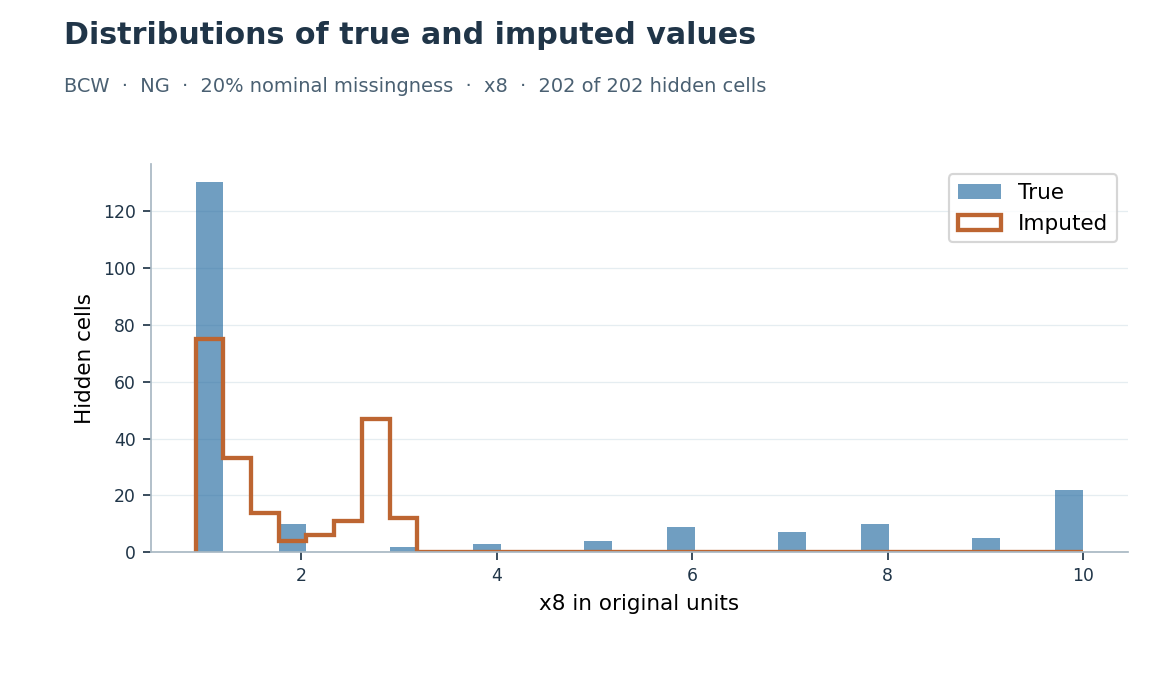 Distributions of true and imputed values
BCW · NG · 20% nominal missingness · x8 · 202 of 202 hidden cells
True
Imputed
120
100
80
60
40
20
0
Hidden cells
2
4
6
8
10
x8 in original units